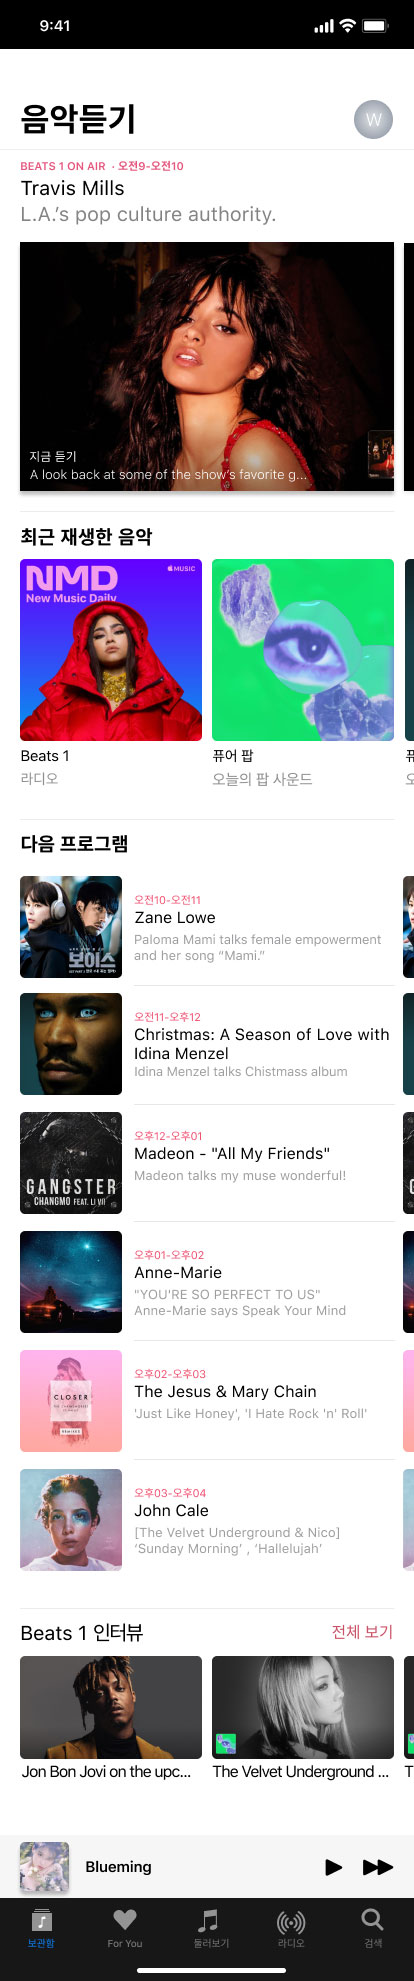 9:41
음악듣기
W
BEATS 1 ON AIR · 오전9-오전10
Travis Mills
L.A.’s pop culture authority.
지금 듣기
A look back at some of the show’s favorite g...
최근 재생한 음악
NMD
MUSIC
New Music Daily
Beats 1
라디오
퓨어 팝
오늘의 팝 사운드
다음 프로그램
오전10-오전11
Zane Lowe
Paloma Mami talks female empowerment
and her song “Mami.”
보이스
오전11-오후12
Christmas: A Season of Love with
Idina Menzel
Idina Menzel talks Chistmass album
오후12-오후01
Madeon - "All My Friends"
Madeon talks my muse wonderful!
GANGSTER
CHANGMO FEAT. LI VII
오후01-오후02
Anne-Marie
"YOU'RE SO PERFECT TO US"
Anne-Marie says Speak Your Mind
오후02-오후03
The Jesus & Mary Chain
'Just Like Honey', 'I Hate Rock 'n' Roll'
CLOSER
REMIXES
오후03-오후04
John Cale
[The Velvet Underground & Nico]
‘Sunday Morning’ , ‘Hallelujah’
Beats 1 인터뷰
전체 보기
Jon Bon Jovi on the upc...
The Velvet Underground ...
T
Blueming
보관함
For You
둘러보기
라디오
검색